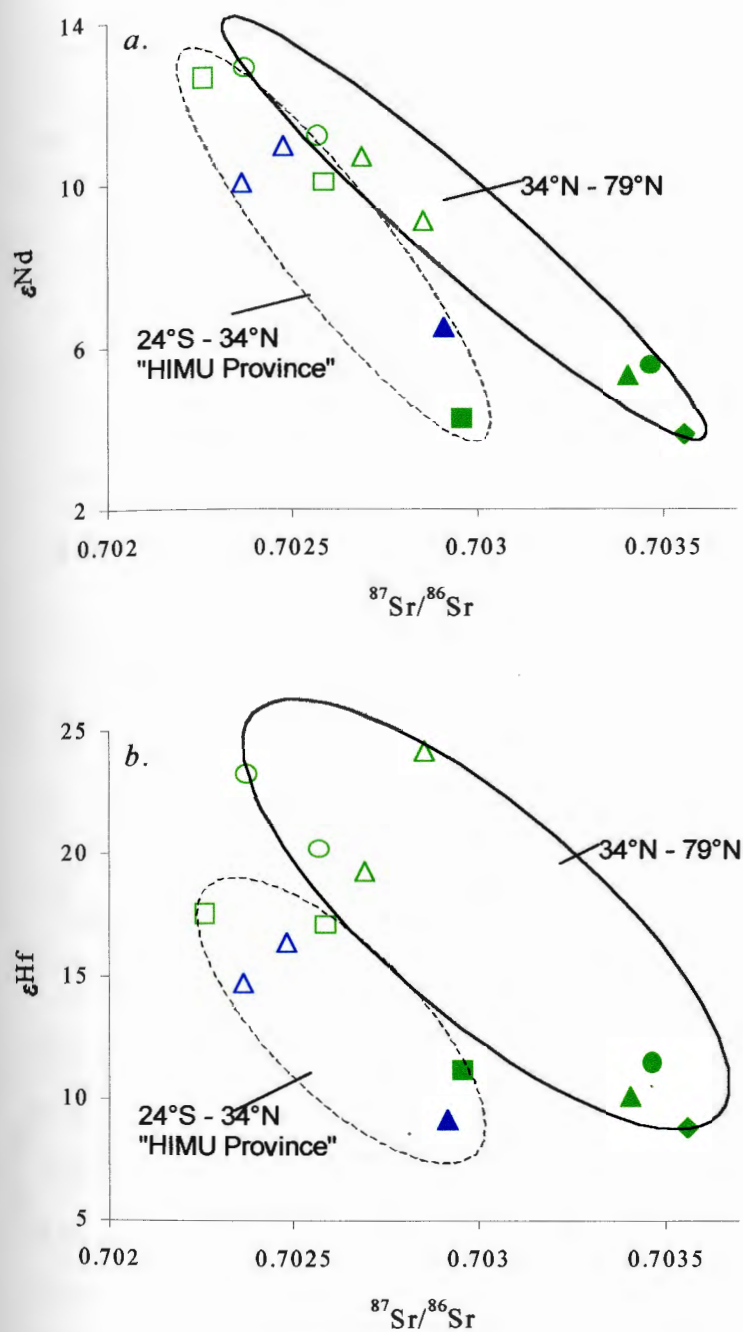 14
a.
10
34°N - 79°N
εNd
24°S - 34°N
"HIMU Province"
6
2
0.702
0.7025
0.703
0.7035
⁸⁷Sr/⁸⁶Sr
25
b.
34°N - 79°N
20
εHf
15
24°S - 34°N
"HIMU Province"
10
5
0.702
0.7025
0.703
0.7035
⁸⁷Sr/⁸⁶Sr